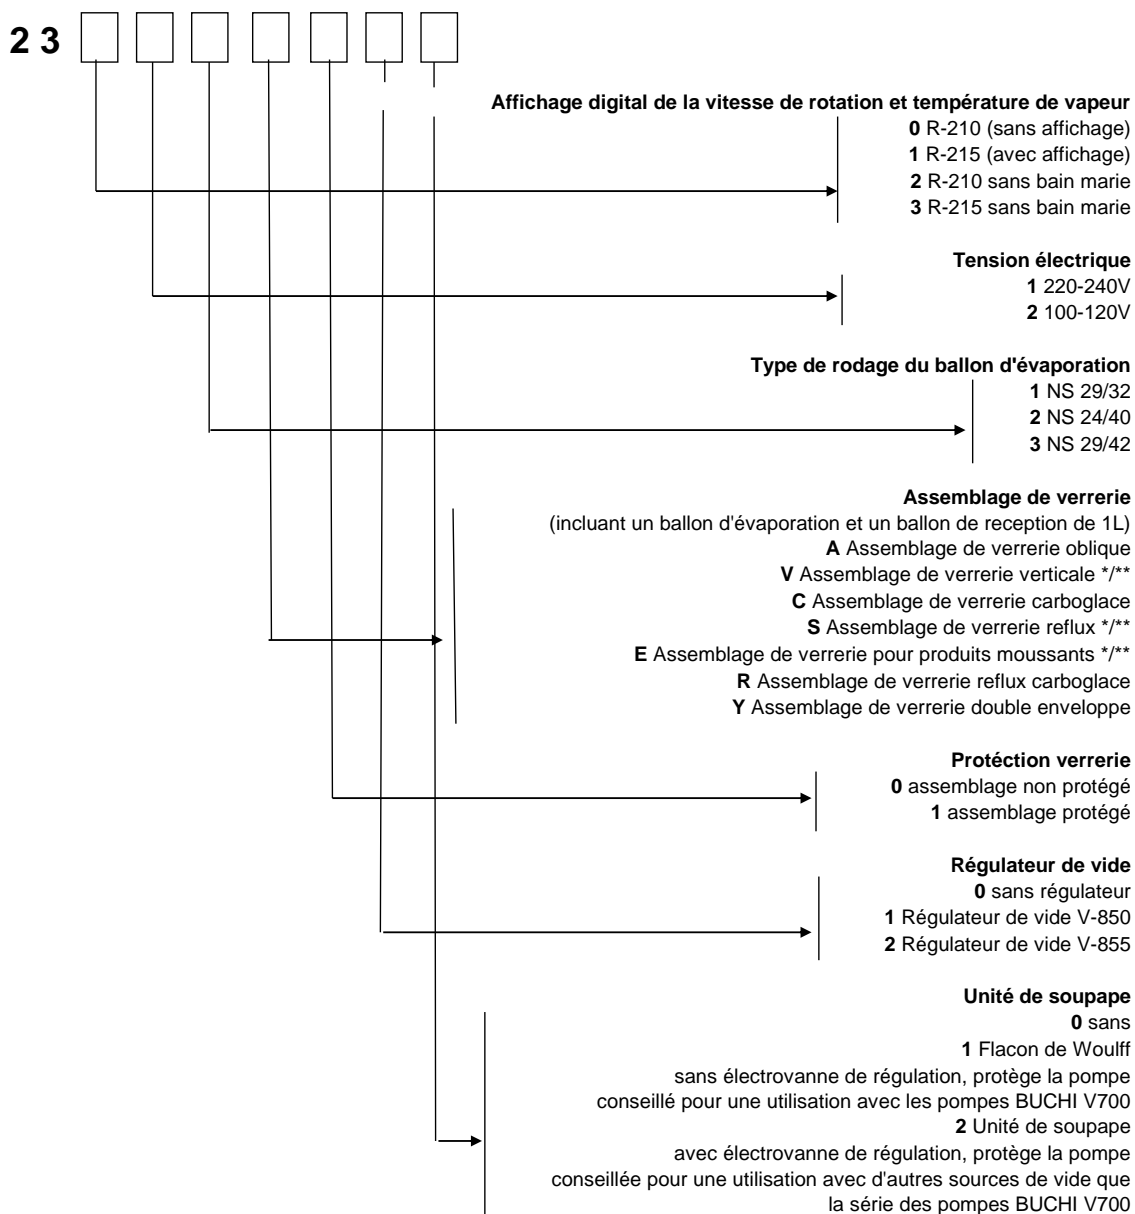 2 3
Affichage digital de la vitesse de rotation et température de vapeur
0 R-210 (sans affichage)
1 R-215 (avec affichage)
2 R-210 sans bain marie
3 R-215 sans bain marie
Tension électrique
1 220-240V
2 100-120V
Type de rodage du ballon d'évaporation
1 NS 29/32
2 NS 24/40
3 NS 29/42
Assemblage de verrerie
(incluant un ballon d'évaporation et un ballon de reception de 1L)
A Assemblage de verrerie oblique
V Assemblage de verrerie verticale */**
C Assemblage de verrerie carboglace
S Assemblage de verrerie reflux */**
E Assemblage de verrerie pour produits moussants */**
R Assemblage de verrerie reflux carboglace
Y Assemblage de verrerie double enveloppe
Protéction verrerie
0 assemblage non protégé
1 assemblage protégé
Régulateur de vide
0 sans régulateur
1 Régulateur de vide V-850
2 Régulateur de vide V-855
Unité de soupape
0 sans
1 Flacon de Woulff
sans électrovanne de régulation, protège la pompe
conseillé pour une utilisation avec les pompes BUCHI V700
2 Unité de soupape
avec électrovanne de régulation, protège la pompe
conseillée pour une utilisation avec d'autres sources de vide que
la série des pompes BUCHI V700